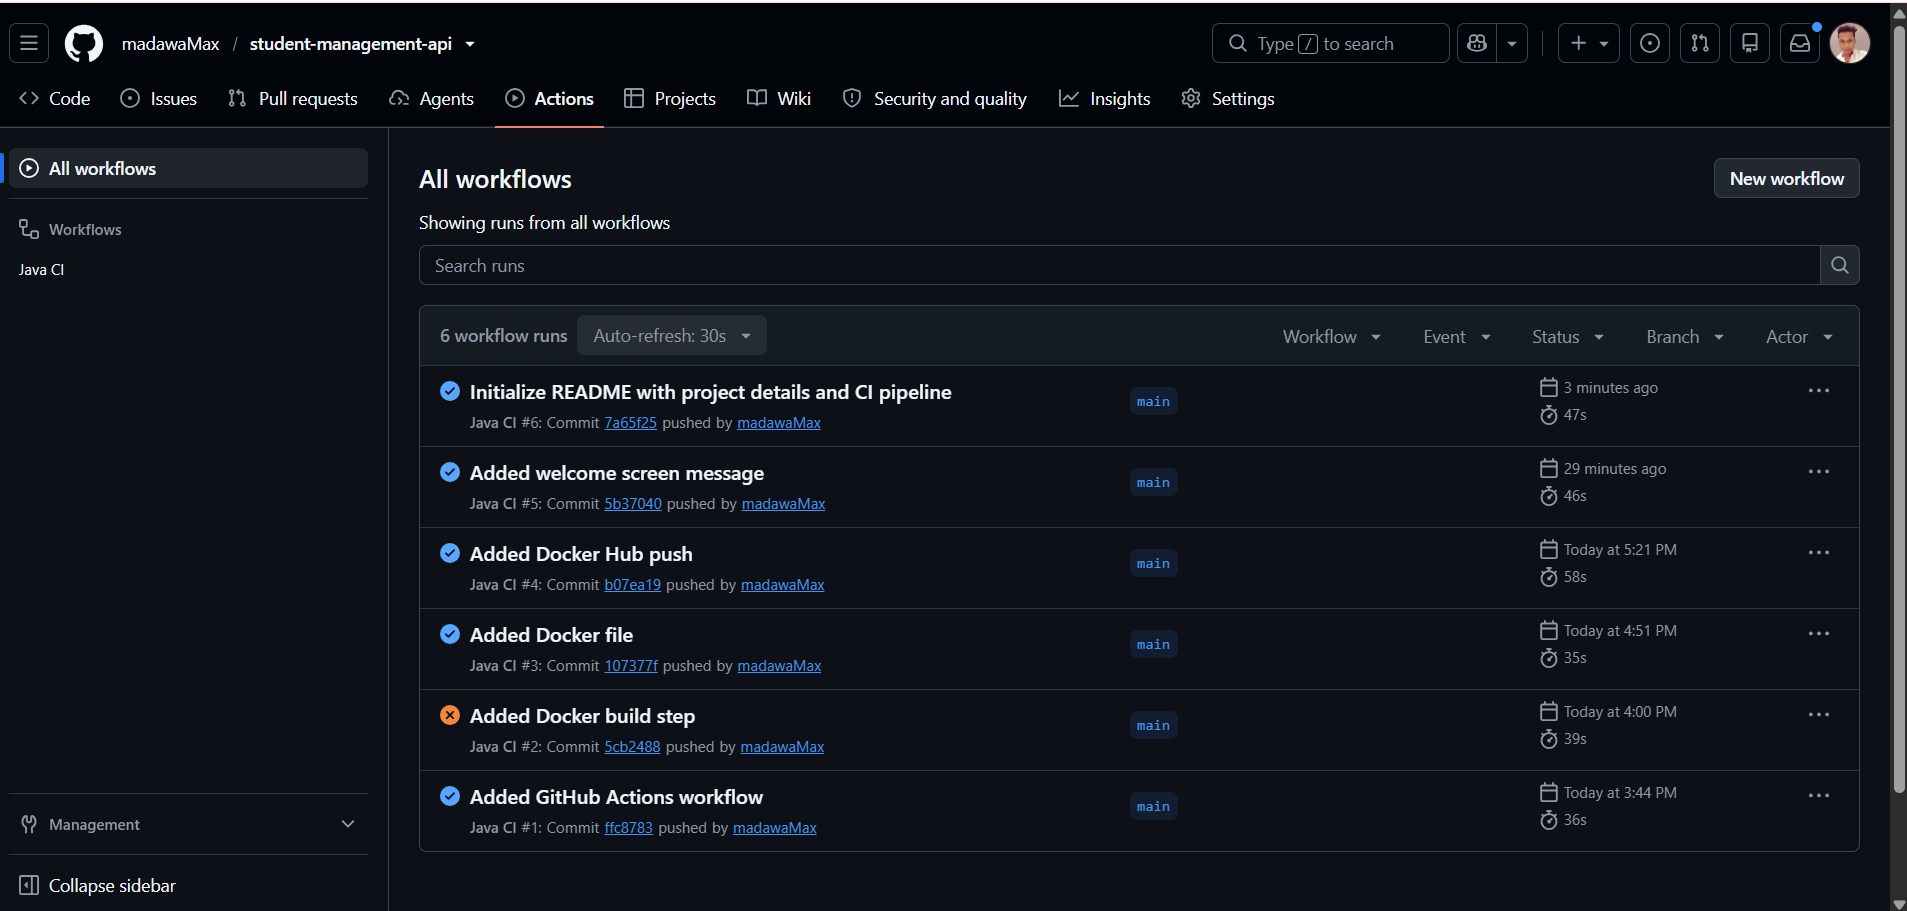 madawaMax / student-management-api
Type / to search
Code
Issues
Pull requests
Agents
Actions
Projects
Wiki
Security and quality
Insights
Settings
All workflows
Workflows
Java CI
Management
Collapse sidebar
All workflows
New workflow
Showing runs from all workflows
Search runs
6 workflow runs
Auto-refresh: 30s
Workflow
Event
Status
Branch
Actor
Initialize README with project details and CI pipeline
Java CI #6: Commit 7a65f25 pushed by madawaMax
main
3 minutes ago
47s
Added welcome screen message
Java CI #5: Commit 5b37040 pushed by madawaMax
main
29 minutes ago
46s
Added Docker Hub push
Java CI #4: Commit b07ea19 pushed by madawaMax
main
Today at 5:21 PM
58s
Added Docker file
Java CI #3: Commit 107377f pushed by madawaMax
main
Today at 4:51 PM
35s
Added Docker build step
Java CI #2: Commit 5cb2488 pushed by madawaMax
main
Today at 4:00 PM
39s
Added GitHub Actions workflow
Java CI #1: Commit ffc8783 pushed by madawaMax
main
Today at 3:44 PM
36s